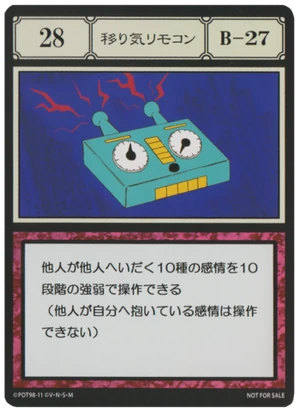 28
移り気リモコン
B-27
他人が他人へいだく10種の感情を10
段階の強弱で操作できる
(他人が自分へ抱いている感情は操作
できない)
©POT98-11 ©V・N・S・M
NOT FOR SALE